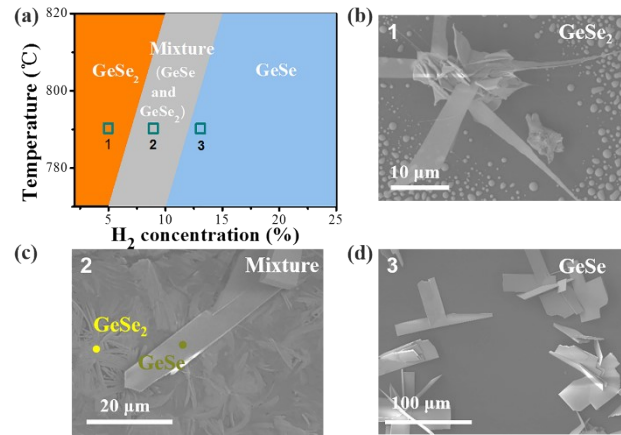 (a)
820
800
780
Temperature (℃)
GeSe₂
Mixture
(GeSe
and
GeSe₂)
GeSe
1
2
3
5
10
15
20
25
H₂ concentration (%)
(b)
1
GeSe₂
10 µm
(c)
2
Mixture
GeSe₂
GeSe
20 µm
(d)
3
GeSe
100 µm